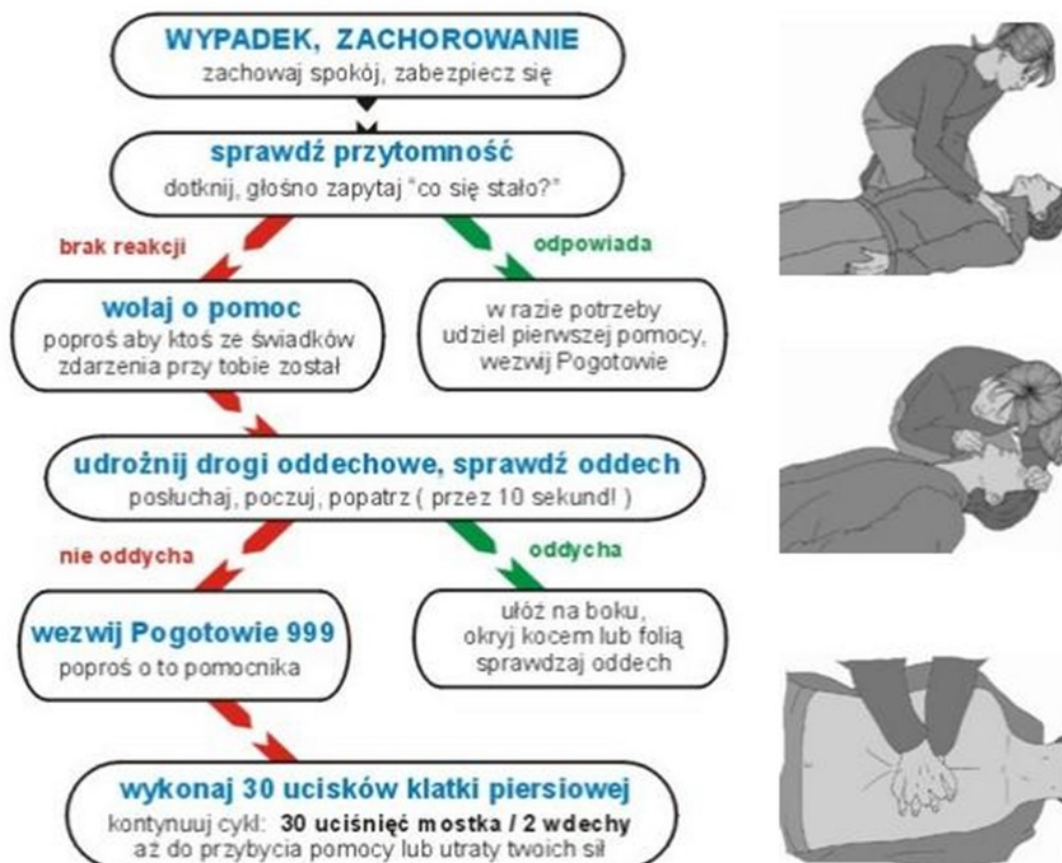 WYPADEK, ZACHOROWANIE
zachowaj spokój, zabezpiecz się
sprawdź przytomność
dotknij, głośno zapytaj "co się stało?"
brak reakcji
odpowiada
wolaj o pomoc
poproś aby ktoś ze świadków
zdarzenia przy tobie został
w razie potrzeby
udziel pierwszej pomocy,
wezwij Pogotowie
udrożnij drogi oddechowe, sprawdź oddech
posłuchaj, poczuj, popatrz ( przez 10 sekund! )
nie oddycha
oddycha
wezwij Pogotowie 999
poproś o to pomocnika
ułóż na boku,
okryj kocem lub folią
sprawdzaj oddech
wykonaj 30 ucisków klatki piersiowej
kontynuuj cykl: 30 uciśnięć mostka / 2 wdechy
aż do przybycia pomocy lub utraty twoich sił